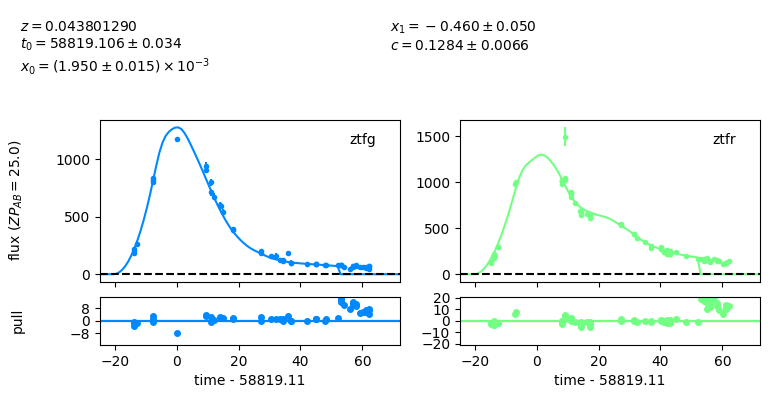 z = 0.043801290
t₀ = 58819.106 ± 0.034
x₀ = (1.950 ± 0.015) × 10⁻³
x₁ = −0.460 ± 0.050
c = 0.1284 ± 0.0066
flux (ZP_AB = 25.0)
ztfg
1000
500
0
ztfr
1500
1000
500
0
pull
8
0
−8
−20 0 20 40 60
time - 58819.11
20
10
0
−10
−20
−20 0 20 40 60
time - 58819.11